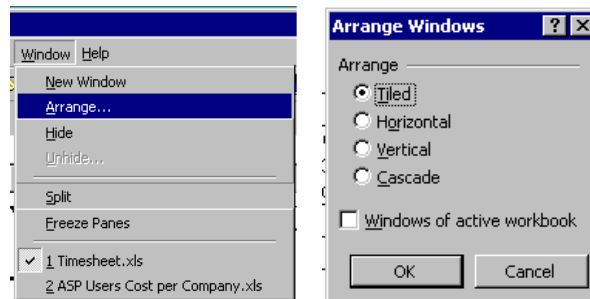 Window Help
New Window
Arrange...
Hide
Unhide...
Split
Freeze Panes
1 Timesheet.xls
2 ASP Users Cost per Company.xls
Arrange Windows
Arrange
Tiled
Horizontal
Vertical
Cascade
Windows of active workbook
OK Cancel